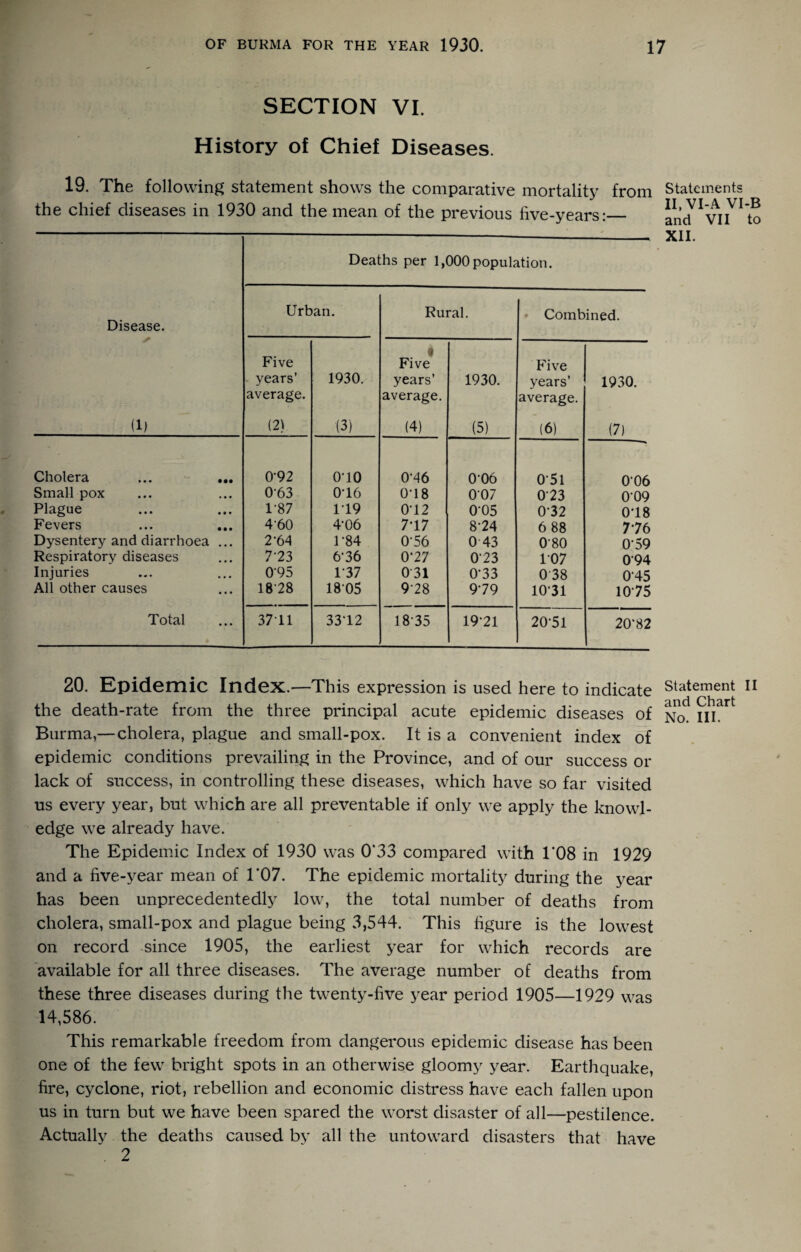 OF BURMA FOR THE YEAR 1930. 17
SECTION VI.
History of Chief Diseases.
19. The following statement shows the comparative mortality from
the chief diseases in 1930 and the mean of the previous five-years:—
Statements
II, VI-A VI-B
and VII to
XII.
Disease. Deaths per 1,000 population.
Urban. Rural. Combined.
Five years' average. 1930. Five years' average. 1930. Five years' average. 1930.
(1) (2) (3) (4) (5) (6) (7)
Cholera ... ... 0·92 0·10 0·46 0·06 0·51 0·06
Small pox ... ... 0·63 0·16 0·18 0·07 0·23 0·09
Plague ... ... 1·87 1·19 0·12 0·05 0·32 0·18
Fevers ... ... 4·60 4·06 7·17 8·24 6 88 7·76
Dysentery and diarrhoea ... 2·64 1·84 0·56 0 43 0·80 0·59
Respiratory diseases ... 7·23 6·36 0·27 0·23 1·07 0·94
Injuries ... ... 0·95 1·37 0 31 0·33 0 38 0·45
All other causes ... 18·28 18·05 9·28 9·79 10·31 10·75
Total ... 37·11 33·12 18·35 19·21 20·51 20·82
20. Epidemic Index.—This expression is used here to indicate
the death-rate from the three principal acute epidemic diseases of
Burma,—cholera, plague and small-pox. It is a convenient index of
epidemic conditions prevailing in the Province, and of our success or
lack of success, in controlling these diseases, which have so far visited
us every year, but which are all preventable if only we apply the knowl-
edge we already have.
Statement II
and Chart
No. III.
The Epidemic Index of 1930 was 0·33 compared with 1·08 in 1929
and a five-year mean of 1·07. The epidemic mortality during the year
has been unprecedentedly low, the total number of deaths from
cholera, small-pox and plague being 3,544. This figure is the lowest
on record since 1905, the earliest year for which records are
available for all three diseases. The average number of deaths from
these three diseases during the twenty-five year period 1905—1929 was
14,586.
This remarkable freedom from dangerous epidemic disease has been
one of the few bright spots in an otherwise gloomy year. Earthquake,
fire, cyclone, riot, rebellion and economic distress have each fallen upon
us in turn but we have been spared the worst disaster of all—pestilence.
Actually the deaths caused by all the untoward disasters that have
2